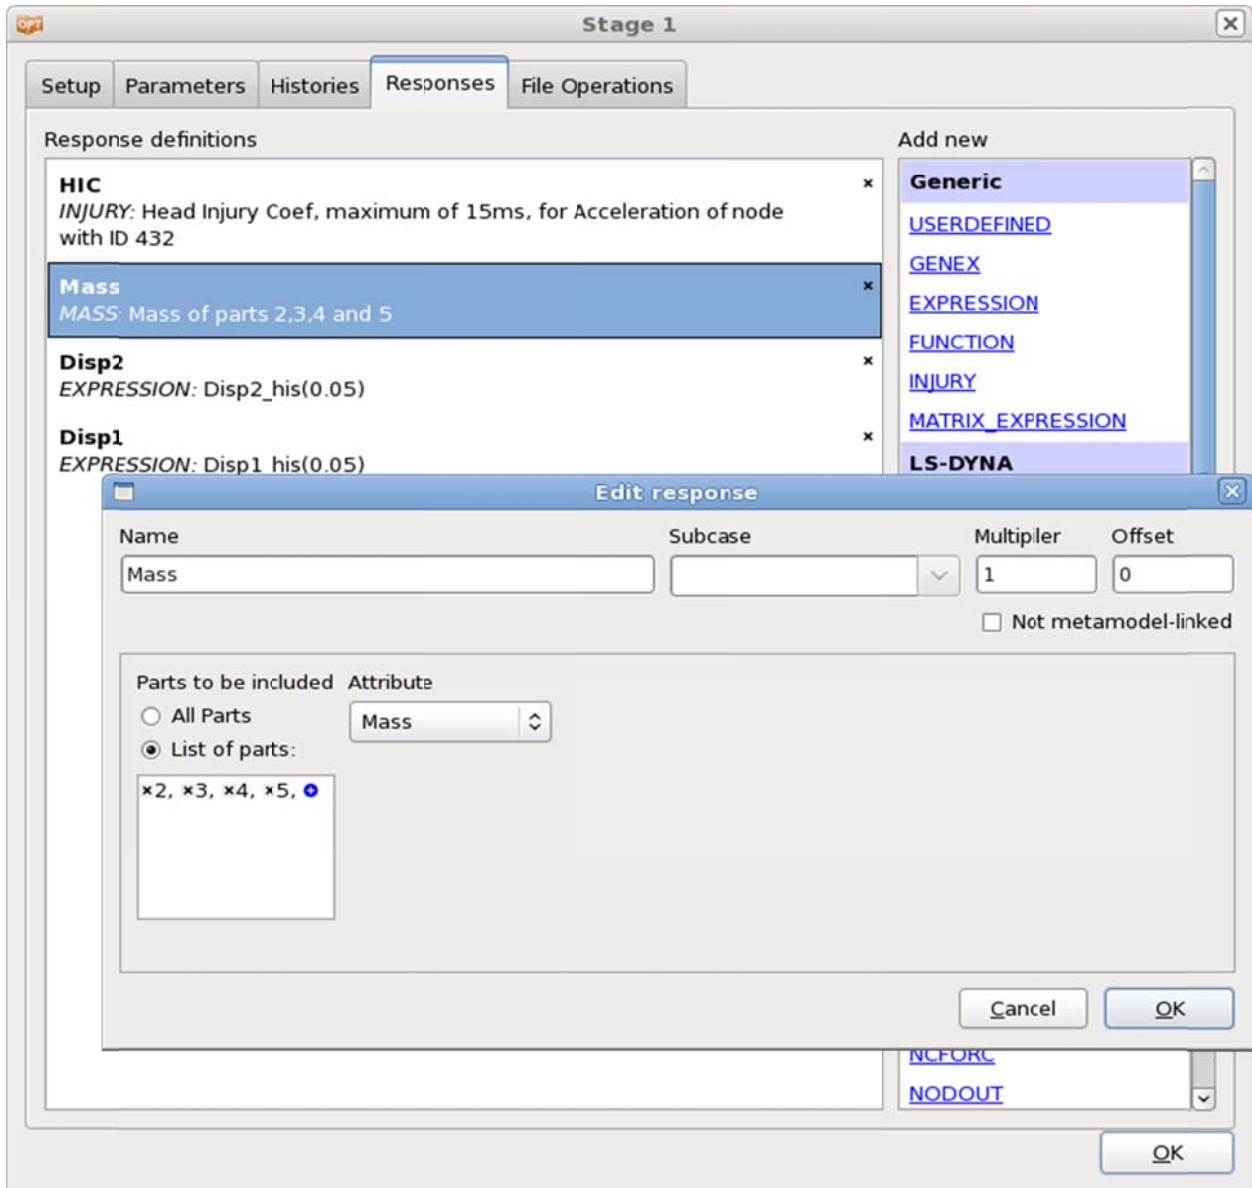 OPT
Stage 1
Setup
Parameters
Histories
Responses
File Operations
Response definitions
Add new
HIC
INJURY: Head Injury Coef, maximum of 15ms, for Acceleration of node
with ID 432
Mass
MASS: Mass of parts 2,3,4 and 5
Disp2
EXPRESSION: Disp2_his(0.05)
Disp1
EXPRESSION: Disp1_his(0.05)
Generic
USERDEFINED
GENEX
EXPRESSION
FUNCTION
INJURY
MATRIX_EXPRESSION
LS-DYNA
Edit response
Name
Subcase
Multipiler
Offset
Mass
1
0
Not metamodel-linked
Parts to be included
Attribute
All Parts
Mass
List of parts:
×2, ×3, ×4, ×5,
Cancel
OK
NCFORC
NODOUT
OK